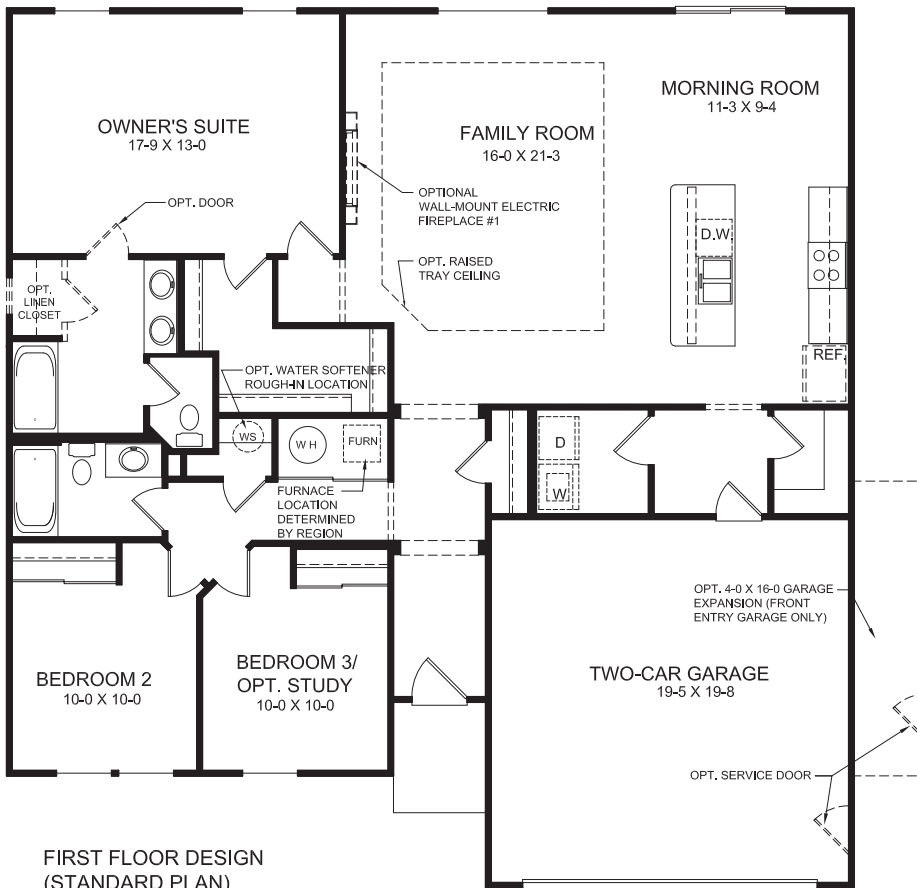 OWNER'S SUITE
17-9 X 13-0
FAMILY ROOM
16-0 X 21-3
MORNING ROOM
11-3 X 9-4
OPT. DOOR
OPTIONAL
WALL-MOUNT ELECTRIC
FIREPLACE #1
OPT. RAISED
TRAY CEILING
D.W.
REF.
OPT.
LINEN
CLOSET
OPT. WATER SOFTENER
ROUGH-IN LOCATION
WS
W H
FURN
FURNACE
LOCATION
DETERMINED
BY REGION
D
W
BEDROOM 2
10-0 X 10-0
BEDROOM 3/
OPT. STUDY
10-0 X 10-0
OPT. 4-0 X 16-0 GARAGE
EXPANSION (FRONT
ENTRY GARAGE ONLY)
TWO-CAR GARAGE
19-5 X 19-8
OPT. SERVICE DOOR
FIRST FLOOR DESIGN
(STANDARD PLAN)